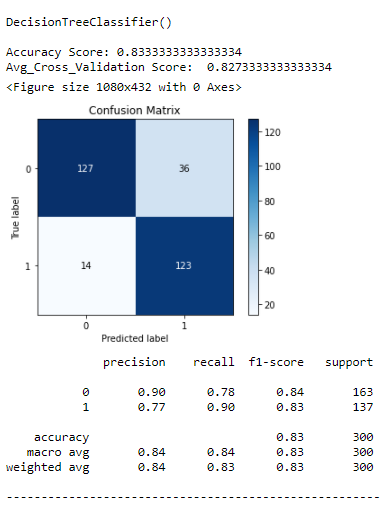 DecisionTreeClassifier()
Accuracy Score: 0.8333333333333334
Avg_Cross_Validation Score:  0.8273333333333334
<Figure size 1080x432 with 0 Axes>
Confusion Matrix
120
100
80
60
40
20
True label
0
127
36
1
14
123
0
1
Predicted label
precision recall f1-score support
0 0.90 0.78 0.84 163
1 0.77 0.90 0.83 137
accuracy 0.83 300
macro avg 0.84 0.84 0.83 300
weighted avg 0.84 0.83 0.83 300